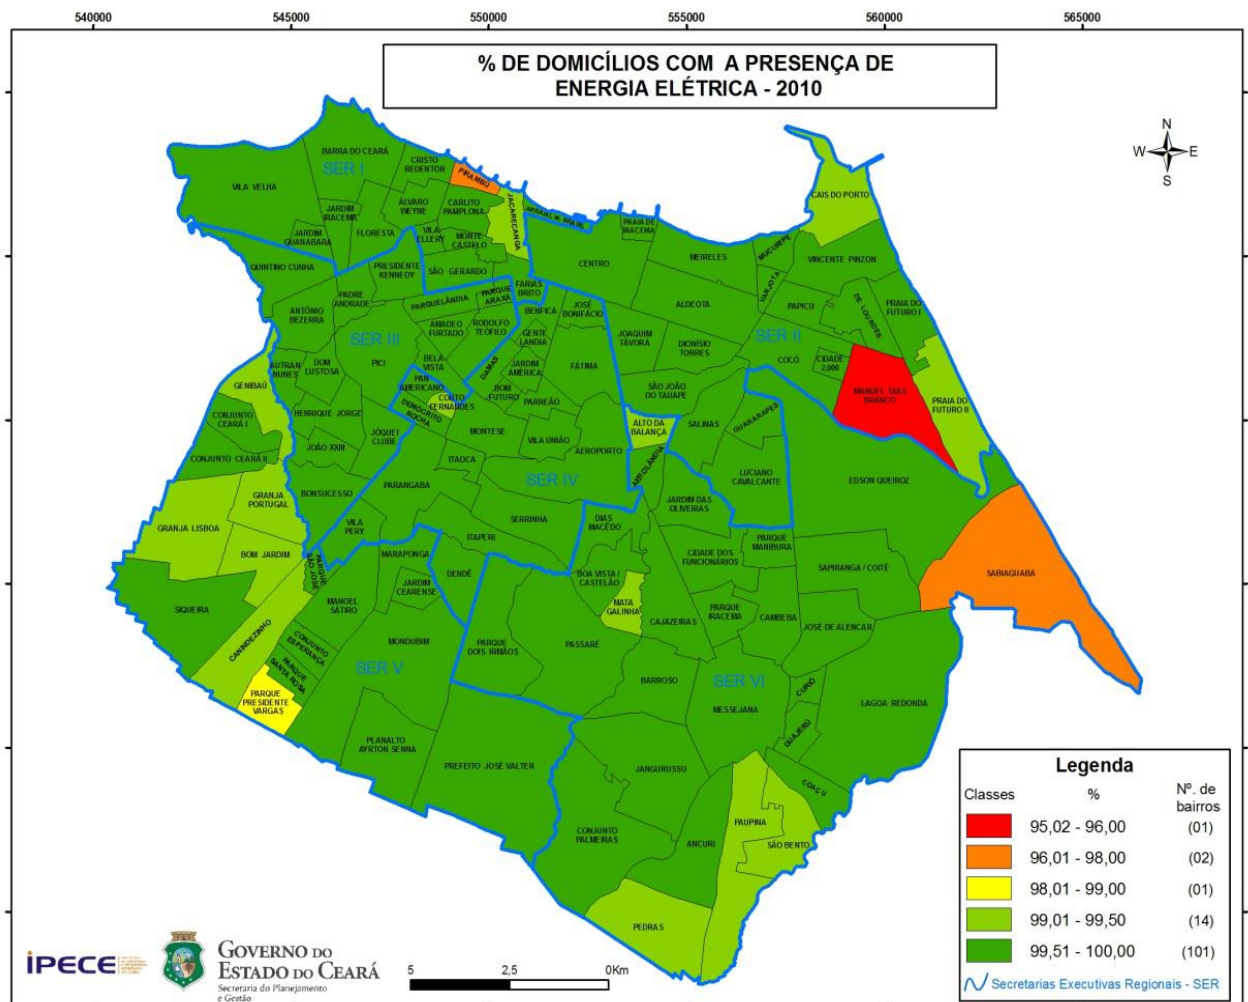 540000
545000
550000
555000
560000
565000
% DE DOMICÍLIOS COM A PRESENÇA DE
ENERGIA ELÉTRICA - 2010
N
W
E
S
BARRA DO CEARÁ
SER I
CRISTO
REDENTOR
PIRAMBÚ
VILA VELHA
CAIS DO PORTO
JARDIM
IRACEMA
ÁLVARO
WEYNE
CARLITO
PAMPLONA
JACARECANGA
PRAIA DE
IRACEMA
JARDIM
GUANABARA
FLORESTA
VILA
ELLERY
MONTE
CASTELO
MEIRELES
MUCURIPE
VINCENTE PINZON
QUINTINO CUNHA
PRESIDENTE
KENNEDY
SÃO GERARDO
CENTRO
PADRE
ANDRADE
PARQUELÂNDIA
PARQUE
ARAXA
FARIAS
BRITO
VARJOTA
PAPICU
DE LOURDES
PRAIA DO
FUTURO I
ANTÔNIO
BEZERRA
AMADEO
FURTADO
RODOLFO
TEÓFILO
BENFICA
JOSÉ
BONIFÁCIO
ALDEOTA
SER II
SER III
GENTI
LANDIA
JOAQUIM
TÁVORA
DIONÍSIO
TORRES
COCÓ
CIDADE
2.000
AUTRAN
NUNES
DOM
LUSTOSA
PICI
BELA
VISTA
DAMAS
JARDIM
AMÉRICA
FÁTIMA
GENIBAÚ
PAN
AMERICANO
COUTO
FERNANDES
BOM
FUTURO
PARREÃO
SÃO JOÃO
DO TAUAPE
MANUEL DIAS
BRANCO
PRAIA DO
FUTURO II
CONJUNTO
CEARÁ I
HENRIQUE JORGE
DEMÓCRITO
ROCHA
MONTESE
VILA UNIÃO
ALTO DA
BALANÇA
SALINAS
GUARARAPES
CONJUNTO CEARÁ II
JOÃO XXIII
JÓQUEI
CLUBE
ITAOCA
AEROPORTO
AEROLÂNDIA
LUCIANO
CAVALCANTE
EDSON QUEIROZ
GRANJA
PORTUGAL
BONSUCESSO
PARANGABA
SER IV
JARDIM DAS
OLIVEIRAS
GRANJA LISBOA
VILA
PERY
SERRINHA
DIAS
MACÊDO
BOM JARDIM
PARQUE
SÃO JOSÉ
MARAPONGA
ITAPERI
CIDADE DOS
FUNCIONÁRIOS
PARQUE
MANIBURA
SAPIRANGA / COITÉ
SABIAGUABA
SIQUEIRA
MANOEL
SÁTIRO
JARDIM
CEARENSE
DENDÊ
BOA VISTA /
CASTELÃO
MATA
GALINHA
CAJAZEIRAS
PARQUE
IRACEMA
CAMBEBA
JOSÉ DE ALENCAR
CANINDEZINHO
CONJUNTO
ESPERANÇA
MONDUBIM
PARQUE
DOIS IRMÃOS
PASSARÉ
PARQUE
SANTA ROSA
SER V
BARROSO
SER VI
CURIÓ
PARQUE
PRESIDENTE
VARGAS
MESSEJANA
LAGOA REDONDA
GUAJERÚ
PLANALTO
AYRTON SENNA
PREFEITO JOSÉ VALTER
JANGURUSSU
COAÇU
CONJUNTO
PALMEIRAS
ANCURI
PAUPINA
SÃO BENTO
PEDRAS
Legenda
Classes % Nº. de
bairros
95,02 - 96,00 (01)
96,01 - 98,00 (02)
98,01 - 99,00 (01)
99,01 - 99,50 (14)
99,51 - 100,00 (101)
Secretarias Executivas Regionais - SER
IPECE
GOVERNO DO
ESTADO DO CEARÁ
Secretaria do Planejamento
e Gestão
5 2,5 0Km